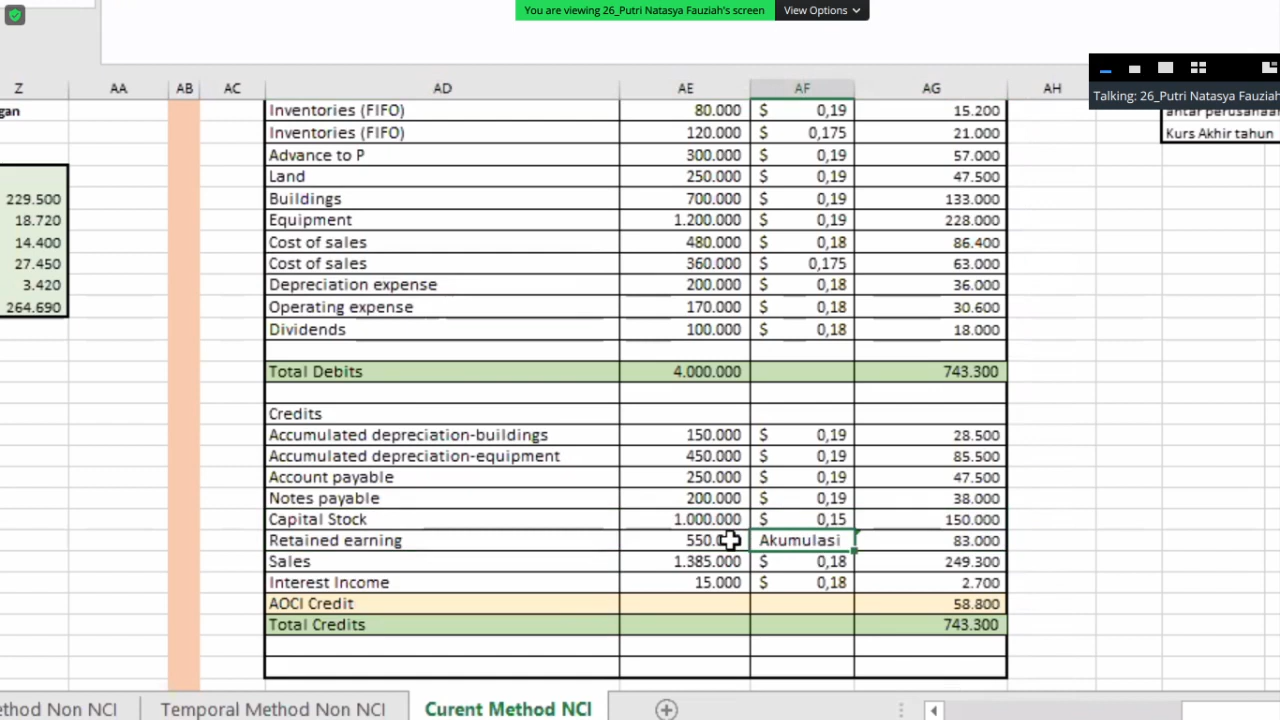 You are viewing 26_Putri Natasya Fauziah's screen View Options
Talking: 26_Putri Natasya Fauziah
Z AA AB AC AD AE AF AG AH
gan
antar perusahaa
Kurs Akhir tahun
229.500
18.720
14.400
27.450
3.420
264.690
Inventories (FIFO) 80.000 $ 0,19 15.200
Inventories (FIFO) 120.000 $ 0,175 21.000
Advance to P 300.000 $ 0,19 57.000
Land 250.000 $ 0,19 47.500
Buildings 700.000 $ 0,19 133.000
Equipment 1.200.000 $ 0,19 228.000
Cost of sales 480.000 $ 0,18 86.400
Cost of sales 360.000 $ 0,175 63.000
Depreciation expense 200.000 $ 0,18 36.000
Operating expense 170.000 $ 0,18 30.600
Dividends 100.000 $ 0,18 18.000
Total Debits 4.000.000 743.300
Credits
Accumulated depreciation-buildings 150.000 $ 0,19 28.500
Accumulated depreciation-equipment 450.000 $ 0,19 85.500
Account payable 250.000 $ 0,19 47.500
Notes payable 200.000 $ 0,19 38.000
Capital Stock 1.000.000 $ 0,15 150.000
Retained earning Akumulasi 83.000
Sales 1.385.000 $ 0,18 249.300
Interest Income 15.000 $ 0,18 2.700
AOCI Credit 58.800
Total Credits 743.300
ethod Non NCI Temporal Method Non NCI Curent Method NCI